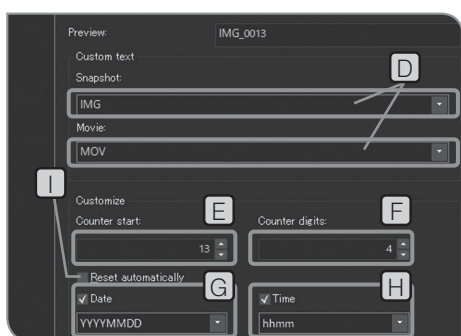 Preview: IMG_0013
Custom text
D
Snapshot:
IMG
Movie:
MOV
I
Customize
E
F
Counter start: Counter digits:
13 4
Reset automatically
G
H
Date Time
YYYYMMDD hhmm